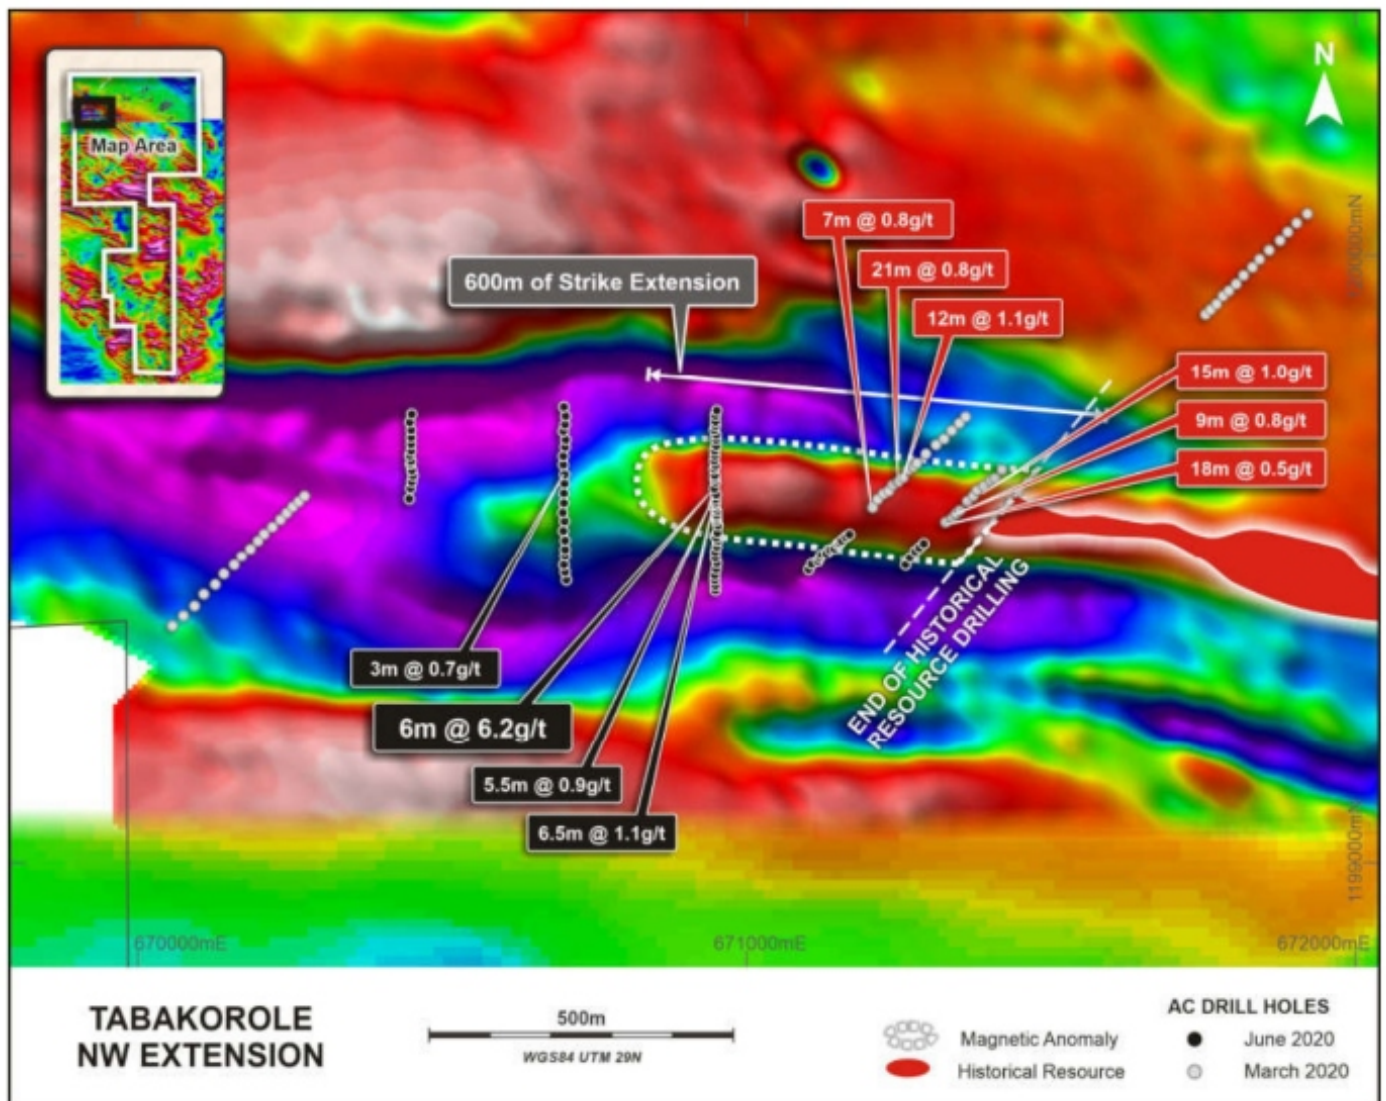 N
Map Area
7m @ 0.8g/t
600m of Strike Extension
21m @ 0.8g/t
12m @ 1.1g/t
15m @ 1.0g/t
9m @ 0.8g/t
18m @ 0.5g/t
3m @ 0.7g/t
6m @ 6.2g/t
5.5m @ 0.9g/t
6.5m @ 1.1g/t
END OF HISTORICAL
RESOURCE DRILLING
1199000mN
670000mE
671000mE
672000mE
TABAKOROLE
NW EXTENSION
500m
WGS84 UTM 29N
AC DRILL HOLES
Magnetic Anomaly
June 2020
Historical Resource
March 2020